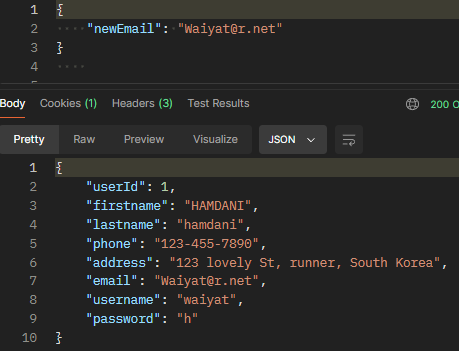 1 {
2 "newEmail": "Waiyat@r.net"
3 }
4
Body Cookies (1) Headers (3) Test Results 200 O
Pretty Raw Preview Visualize JSON
1 {
2 "userId": 1,
3 "firstname": "HAMDANI",
4 "lastname": "hamdani",
5 "phone": "123-455-7890",
6 "address": "123 lovely St, runner, South Korea",
7 "email": "Waiyat@r.net",
8 "username": "waiyat",
9 "password": "h"
10 }